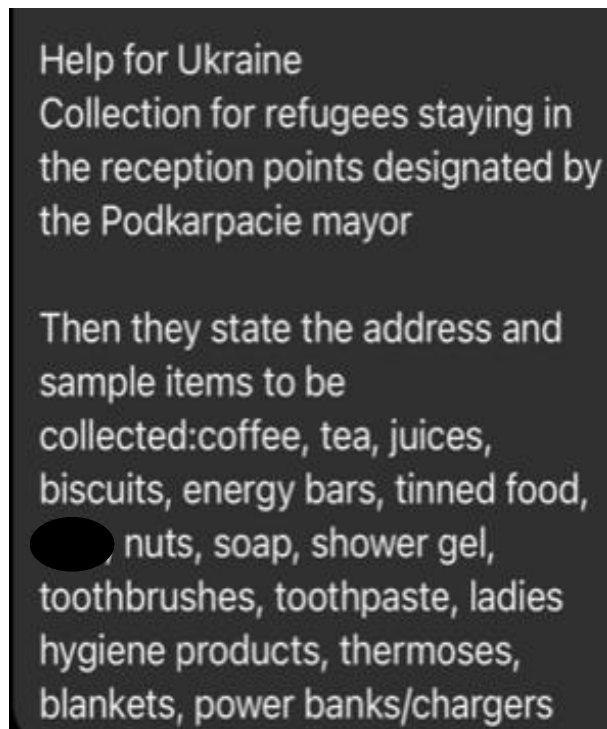 Help for Ukraine
Collection for refugees staying in
the reception points designated by
the Podkarpacie mayor
Then they state the address and
sample items to be
collected:coffee, tea, juices,
biscuits, energy bars, tinned food,
, nuts, soap, shower gel,
toothbrushes, toothpaste, ladies
hygiene products, thermoses,
blankets, power banks/chargers